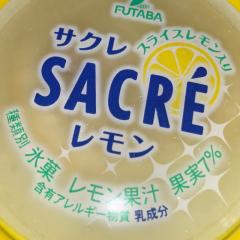 FUTABA
サクレ
スライスレモン入り
SACRÉ
レモン
種類別 氷菓 レモン果汁 果実7%
含有アレルギー物質 乳成分